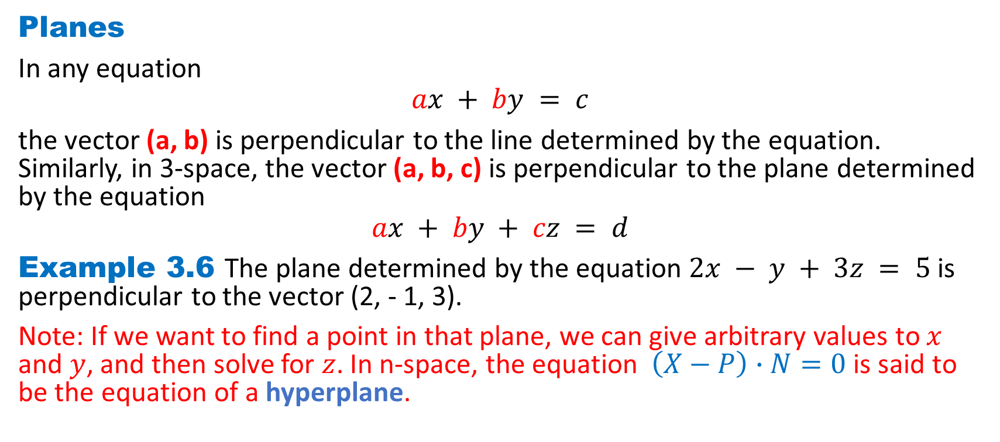 Planes
In any equation
ax + by = c
the vector (a, b) is perpendicular to the line determined by the equation.
Similarly, in 3-space, the vector (a, b, c) is perpendicular to the plane determined
by the equation
ax + by + cz = d
Example 3.6 The plane determined by the equation 2x − y + 3z = 5 is
perpendicular to the vector (2, - 1, 3).
Note: If we want to find a point in that plane, we can give arbitrary values to x
and y, and then solve for z. In n-space, the equation (X − P) · N = 0 is said to
be the equation of a hyperplane.